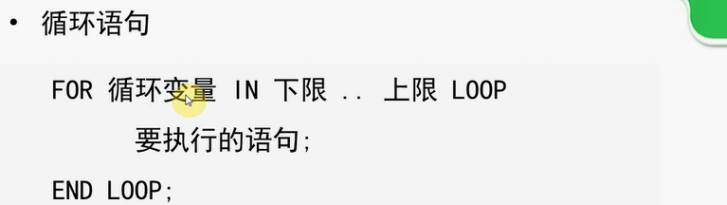 • 循环语句
FOR 循环变量 IN 下限 .. 上限 LOOP
要执行的语句;
END LOOP;